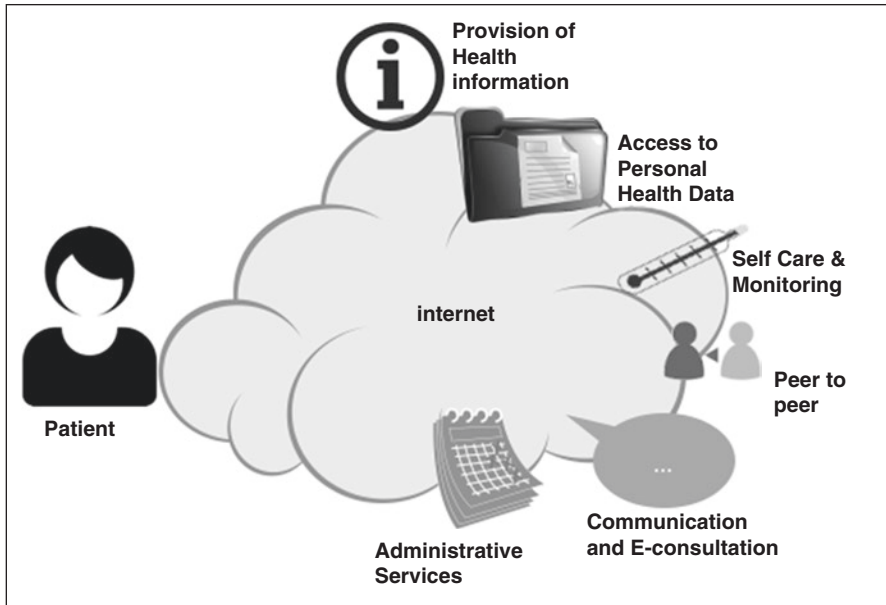 Provision of
Health
information
Access to
Personal
Health Data
Self Care &
Monitoring
internet
Peer to
peer
Patient
...
Communication
and E-consultation
Administrative
Services